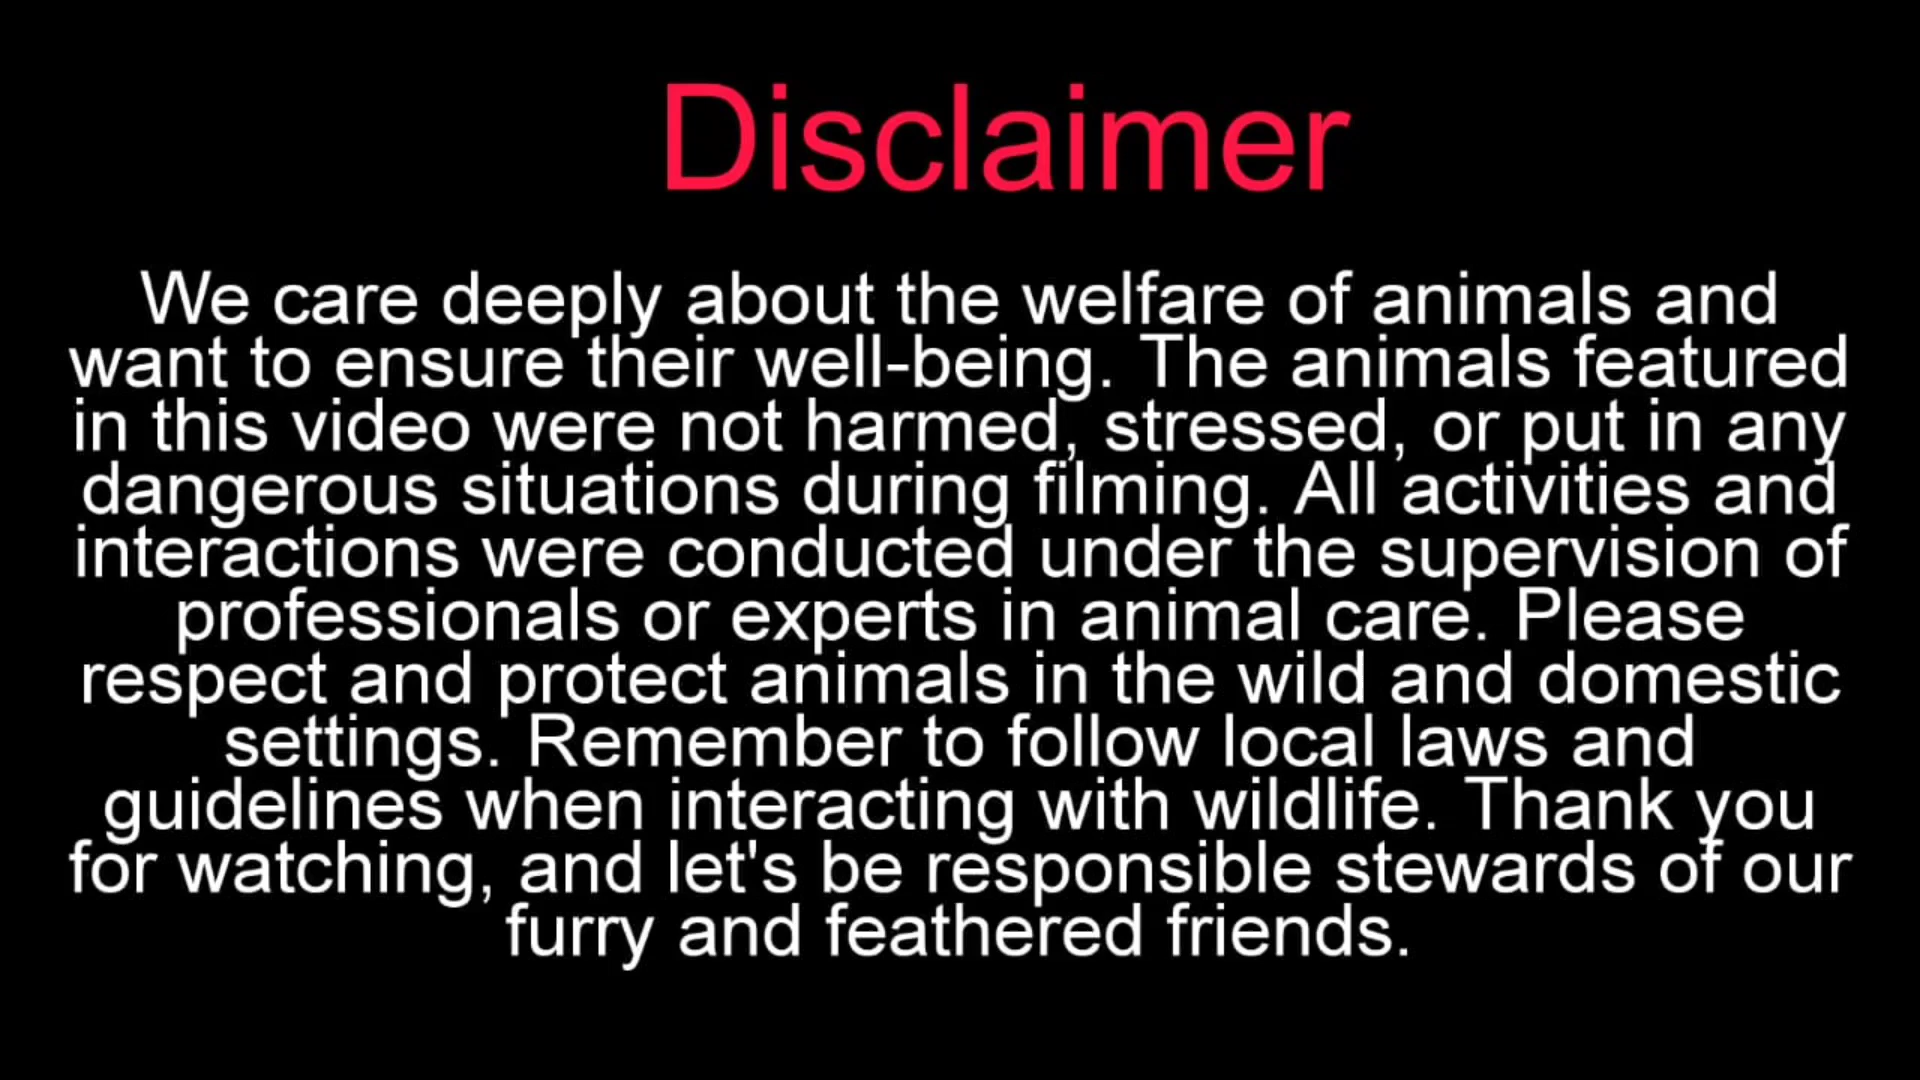 Disclaimer
We care deeply about the welfare of animals and
want to ensure their well-being. The animals featured
in this video were not harmed, stressed, or put in any
dangerous situations during filming. All activities and
interactions were conducted under the supervision of
professionals or experts in animal care. Please
respect and protect animals in the wild and domestic
settings. Remember to follow local laws and
guidelines when interacting with wildlife. Thank you
for watching, and let's be responsible stewards of our
furry and feathered friends.